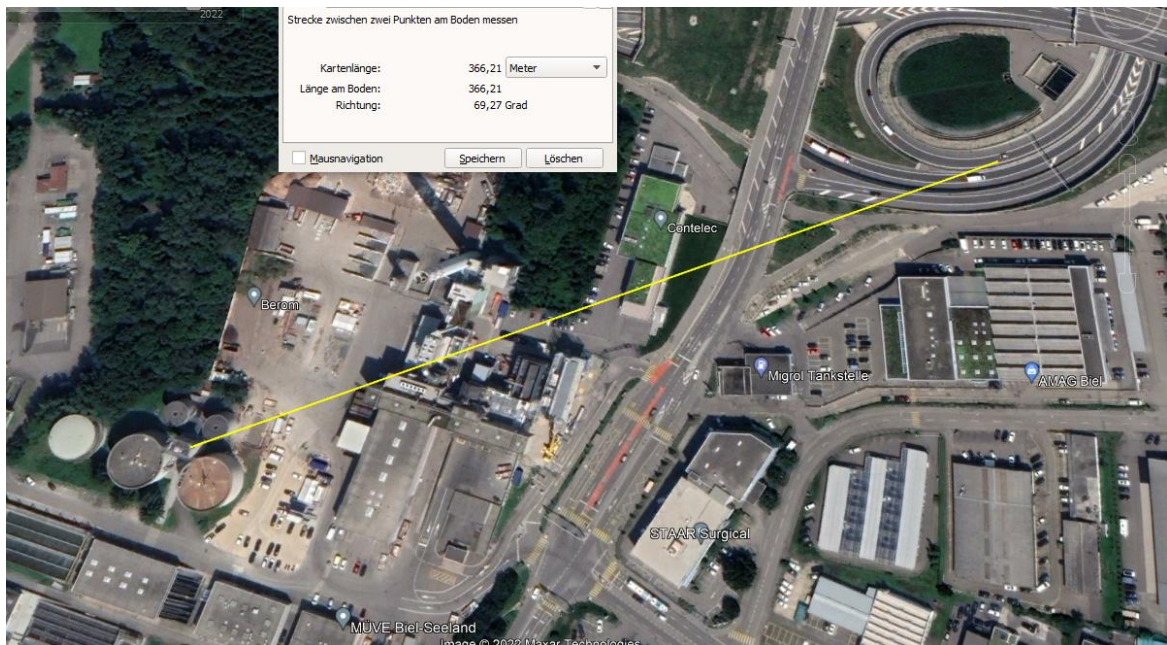 2022
Strecke zwischen zwei Punkten am Boden messen
Kartenlänge: 366,21 Meter
Länge am Boden: 366,21
Richtung: 69,27 Grad
Mausnavigation Speichern Löschen
Contelec
Berom
Migrol Tankstelle
AMAG Biel
STAAR Surgical
MÜVE Biel-Seeland
Image © 2022 Maxar Technologies